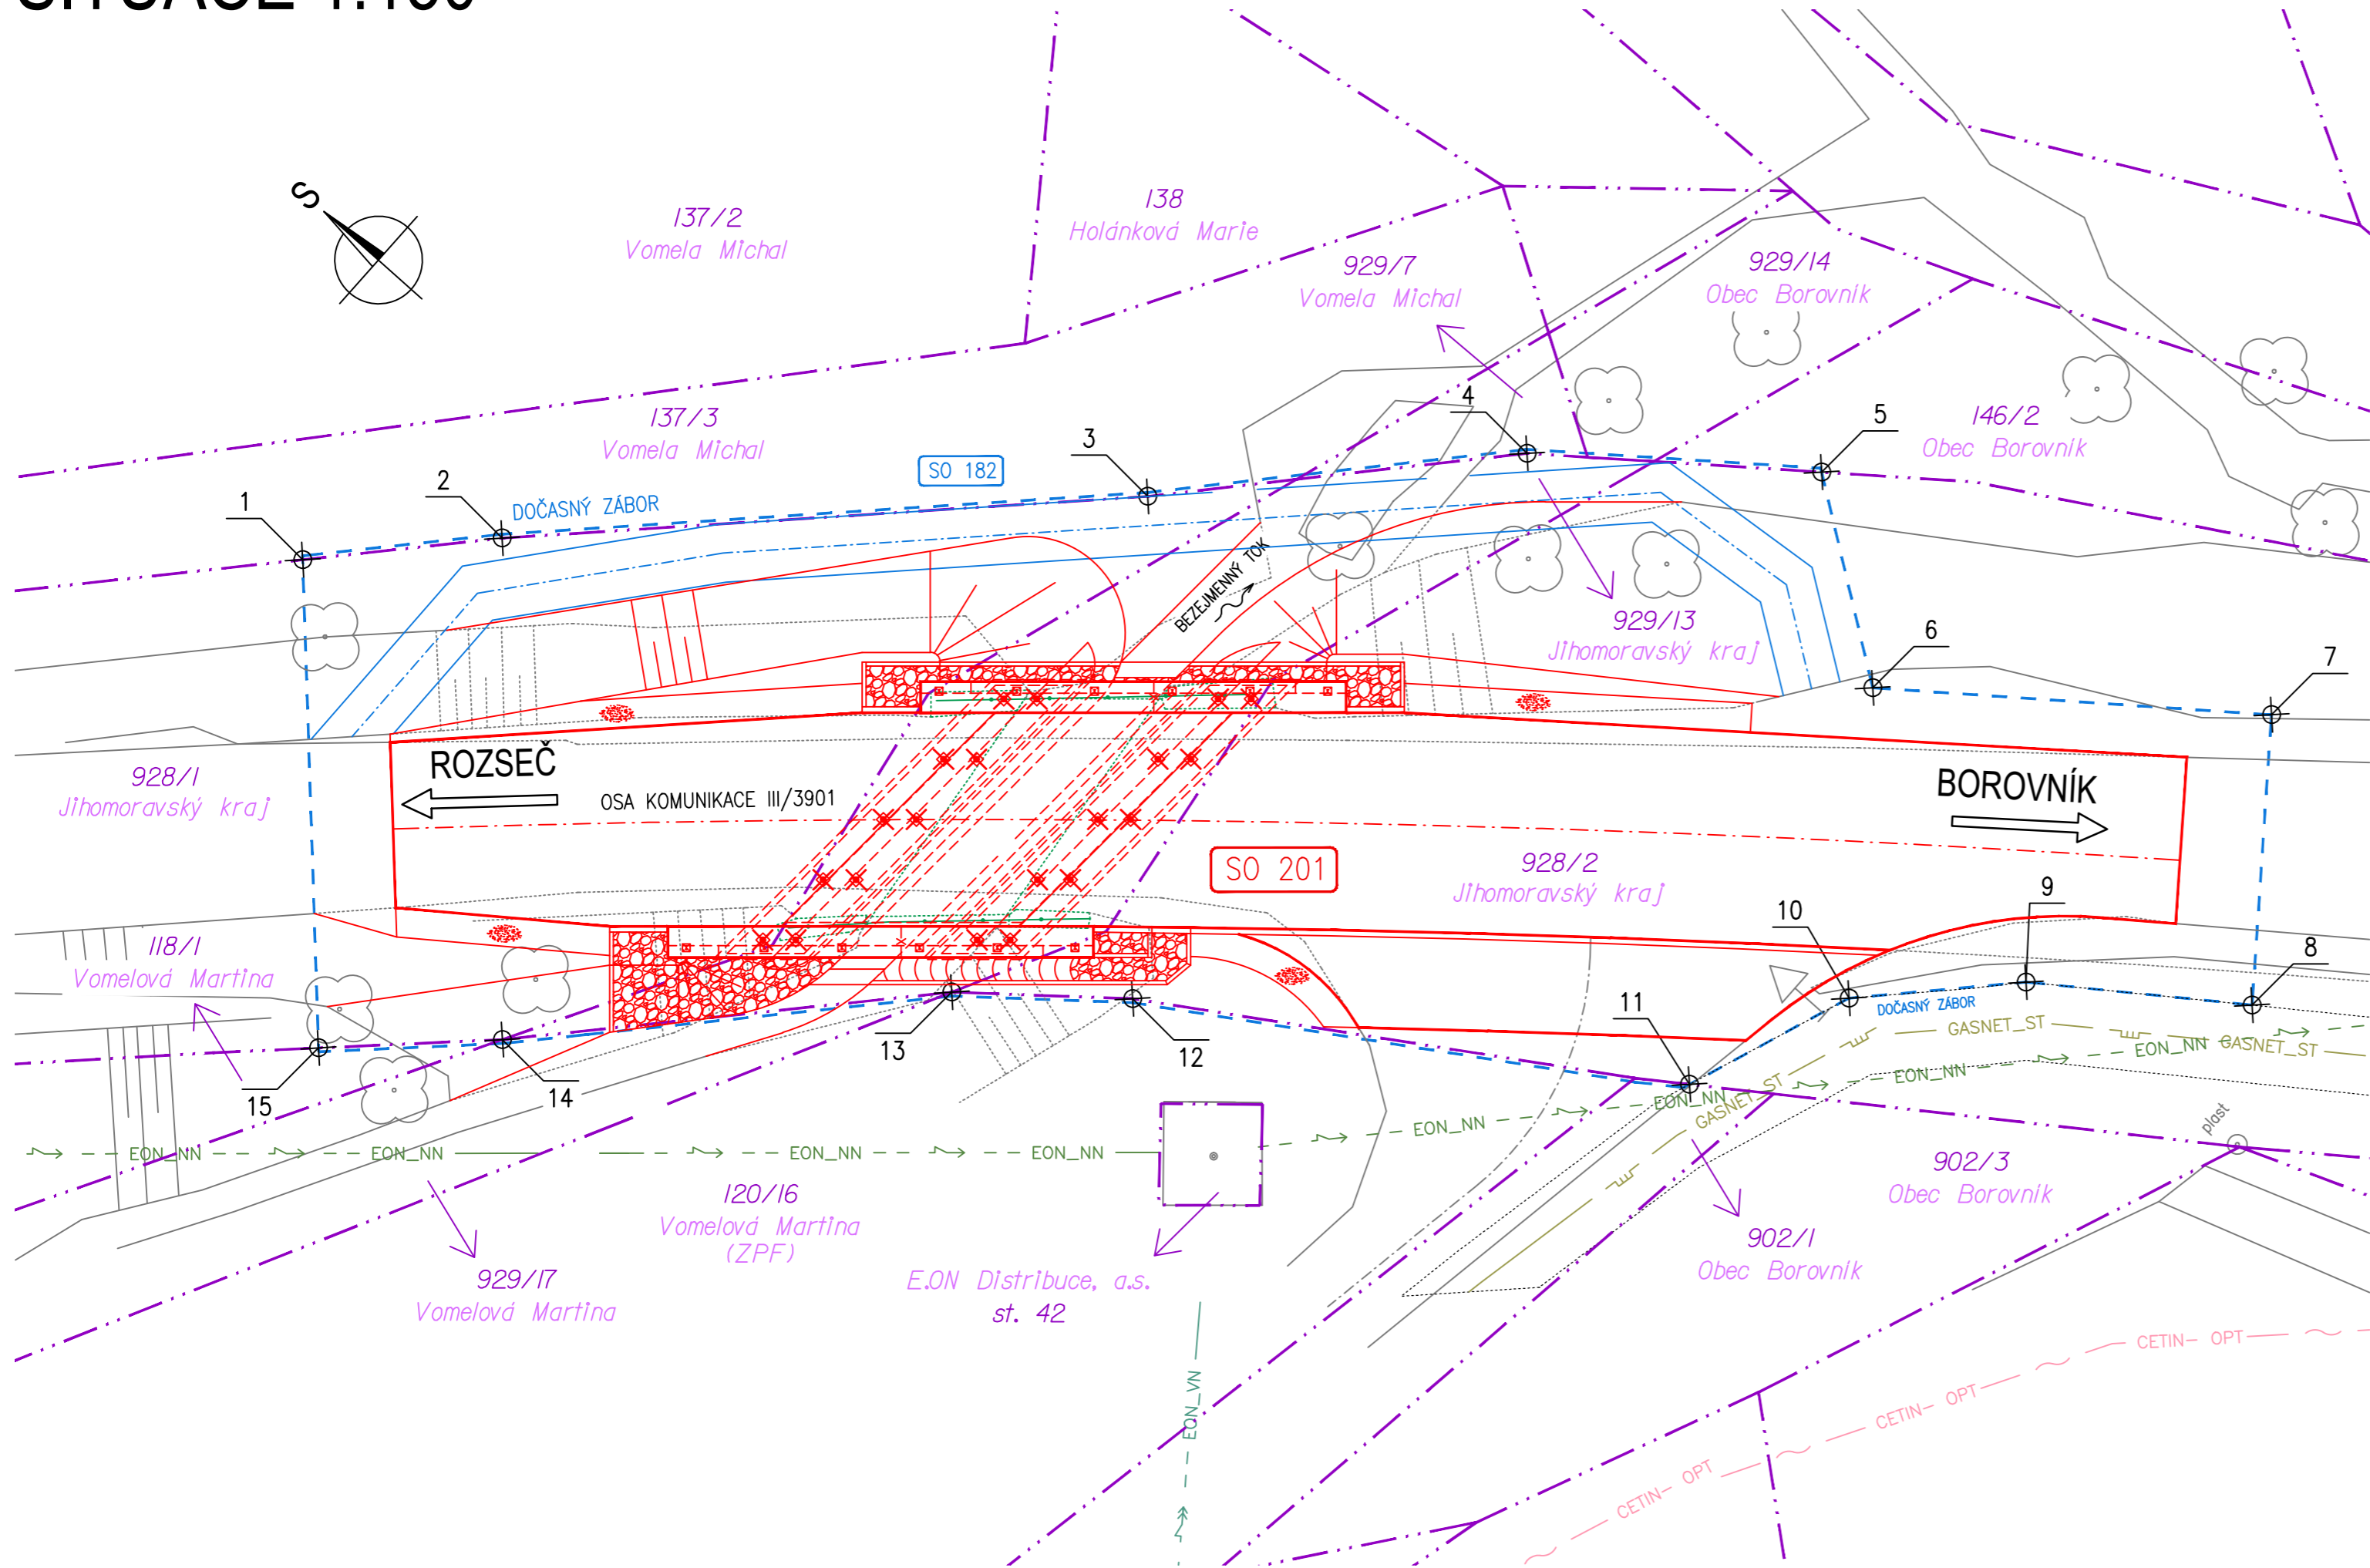 S
137/2
Vomela Michal
138
Holánková Marie
929/7
Vomela Michal
929/14
Obec Borovník
137/3
Vomela Michal
146/2
Obec Borovník
SO 182
DOČASNÝ ZÁBOR
1
2
3
4
5
6
7
BEZEJMENNÝ TOK
929/13
Jihomoravský kraj
928/1
Jihomoravský kraj
ROZSEČ
OSA KOMUNIKACE III/3901
BOROVNÍK
SO 201
928/2
Jihomoravský kraj
118/1
Vomelová Martina
10
9
8
DOČASNÝ ZÁBOR
11
12
13
14
15
GASNET_ST
GASNET_ST
GASNET_ST
EON_NN
EON_NN
EON_NN
EON_NN
EON_NN
EON_NN
EON_NN
EON_NN
plast
120/16
Vomelová Martina
(ZPF)
929/17
Vomelová Martina
E.ON Distribuce, a.s.
st. 42
902/3
Obec Borovník
902/1
Obec Borovník
EON_VN
CETIN- OPT
CETIN- OPT
CETIN- OPT